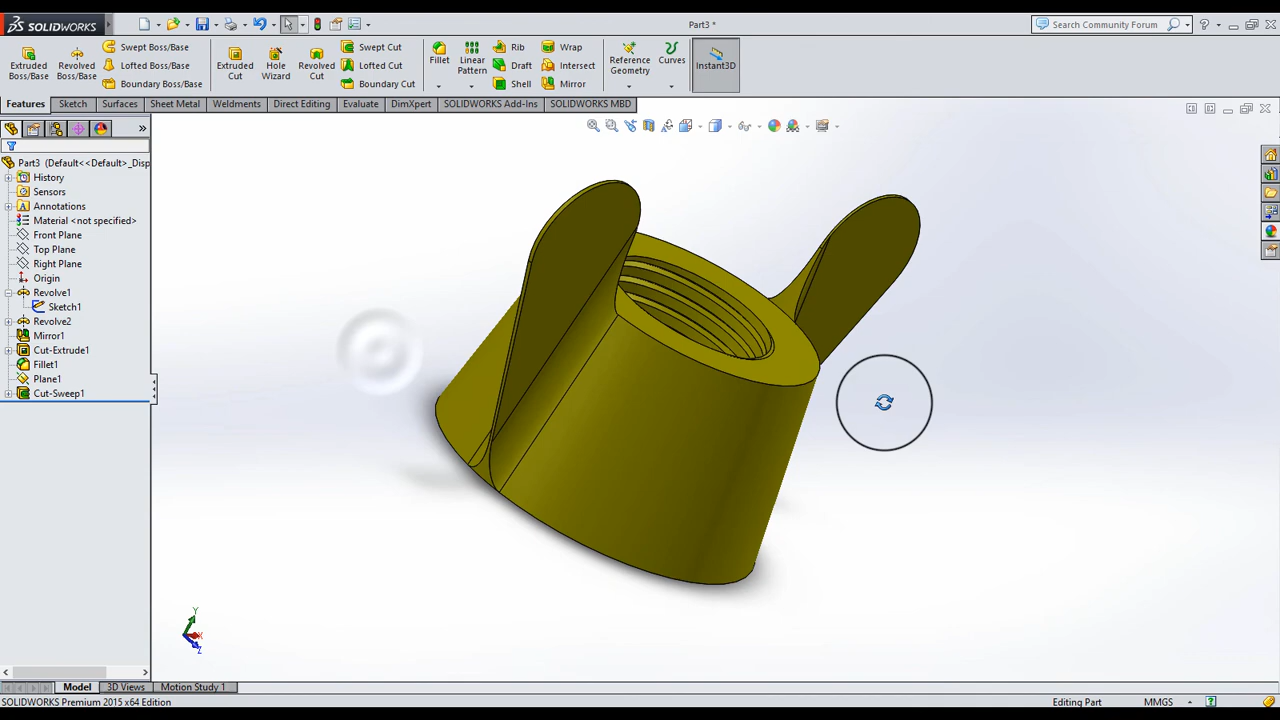 SOLIDWORKS
Part3 *
Search Community Forum
Extruded Boss/Base
Revolved Boss/Base
Swept Boss/Base
Lofted Boss/Base
Boundary Boss/Base
Extruded Cut
Hole Wizard
Revolved Cut
Swept Cut
Lofted Cut
Boundary Cut
Fillet
Linear Pattern
Rib
Draft
Shell
Wrap
Intersect
Mirror
Reference Geometry
Curves
Instant3D
Features Sketch Surfaces Sheet Metal Weldments Direct Editing Evaluate DimXpert SOLIDWORKS Add-Ins SOLIDWORKS MBD
Part3 (Default<<Default>_Disp
History
Sensors
Annotations
Material <not specified>
Front Plane
Top Plane
Right Plane
Origin
Revolve1
Sketch1
Revolve2
Mirror1
Cut-Extrude1
Fillet1
Plane1
Cut-Sweep1
Y
X
Z
Model 3D Views Motion Study 1
SOLIDWORKS Premium 2015 x64 Edition
Editing Part
MMGS